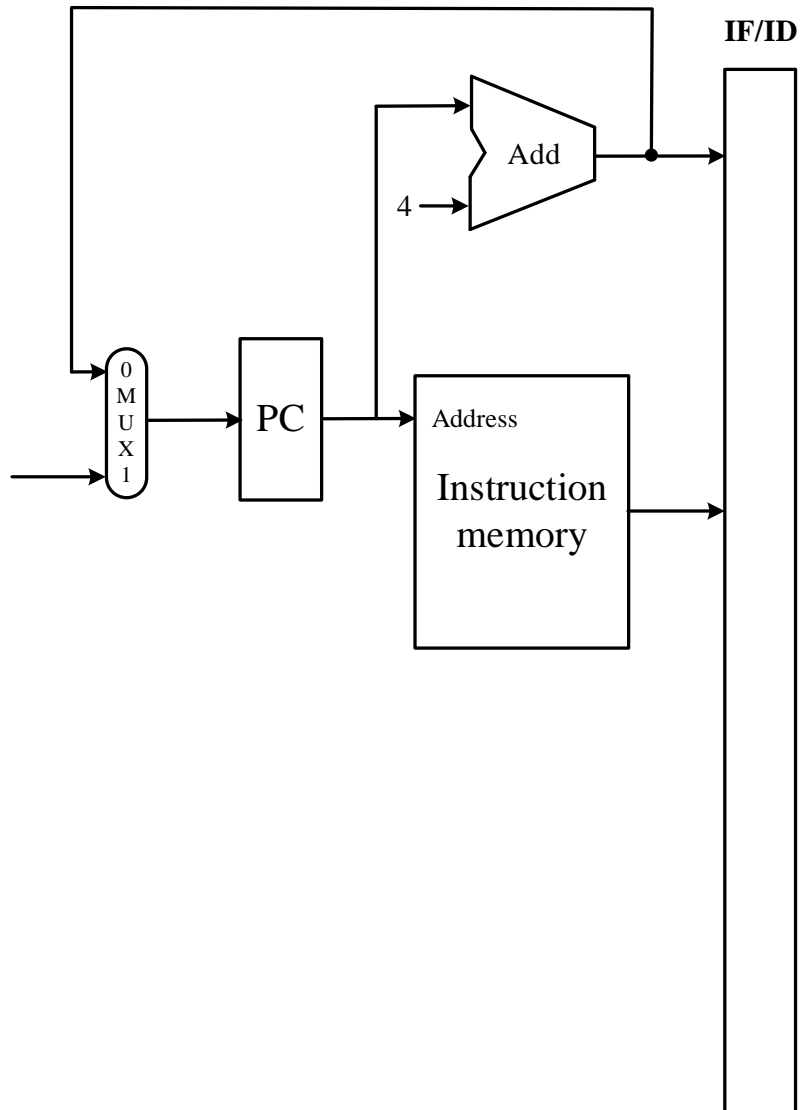 IF/ID
Add
4
0
M
U
X
1
PC
Address
Instruction
memory